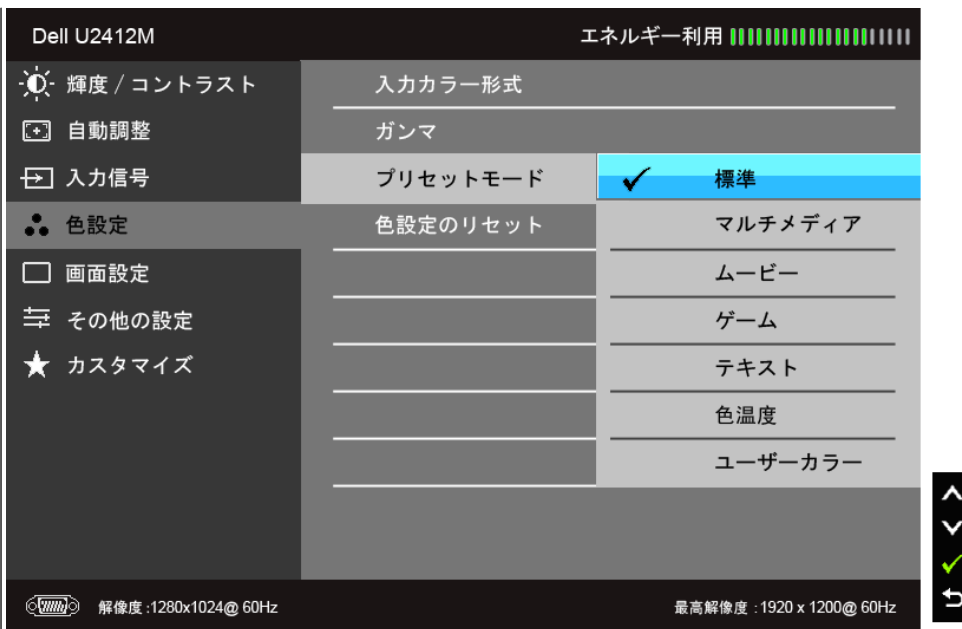 Dell U2412M
エネルギー利用
輝度 / コントラスト
自動調整
入力信号
色設定
画面設定
その他の設定
カスタマイズ
入力カラー形式
ガンマ
プリセットモード
色設定のリセット
標準
マルチメディア
ムービー
ゲーム
テキスト
色温度
ユーザーカラー
解像度 :1280x1024@ 60Hz
最高解像度 : 1920 x 1200@ 60Hz